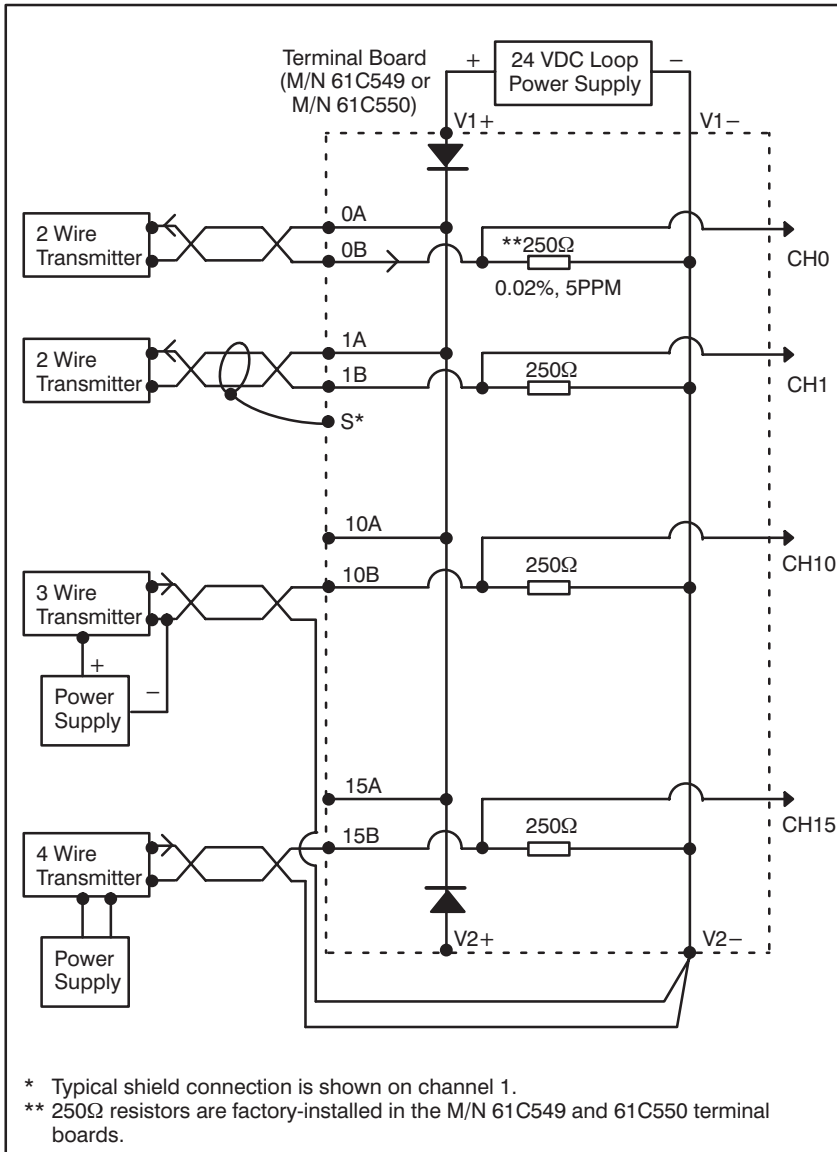 Terminal Board
(M/N 61C549 or
M/N 61C550)
+
24 VDC Loop
Power Supply
−
V1+
V1−
2 Wire
Transmitter
0A
0B
**250Ω
0.02%, 5PPM
CH0
2 Wire
Transmitter
1A
1B
250Ω
CH1
S*
10A
10B
250Ω
CH10
3 Wire
Transmitter
+
−
Power
Supply
15A
15B
250Ω
CH15
4 Wire
Transmitter
Power
Supply
V2+
V2−
* Typical shield connection is shown on channel 1.
** 250Ω resistors are factory-installed in the M/N 61C549 and 61C550 terminal
boards.